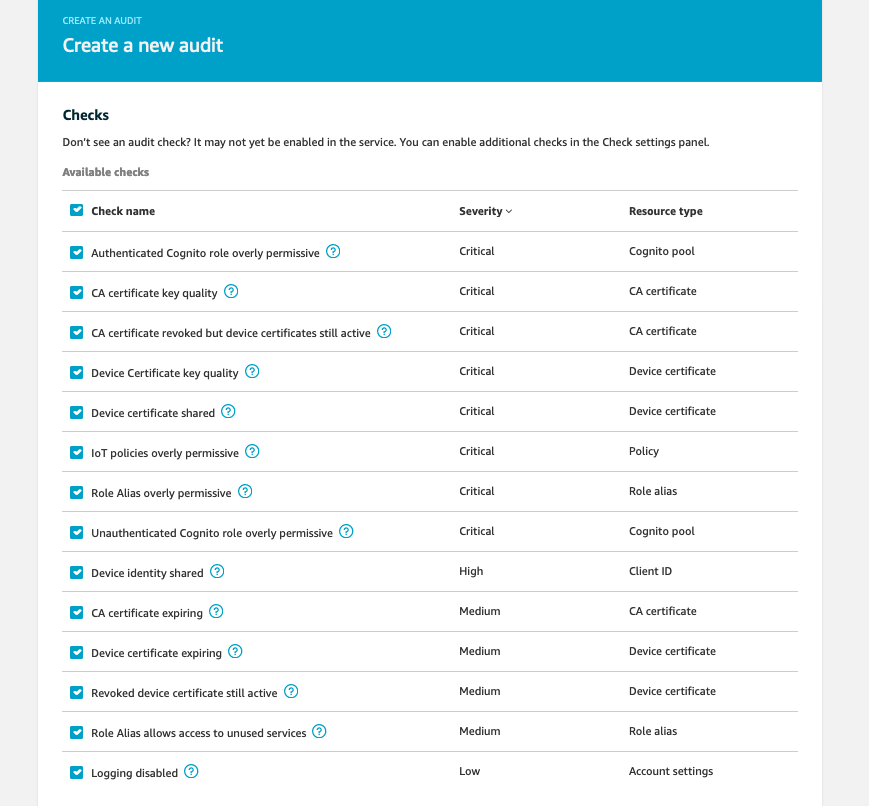 CREATE AN AUDIT
Create a new audit
Checks
Don't see an audit check? It may not yet be enabled in the service. You can enable additional checks in the Check settings panel.
Available checks
Check name Severity Resource type
Authenticated Cognito role overly permissive ? Critical Cognito pool
CA certificate key quality ? Critical CA certificate
CA certificate revoked but device certificates still active ? Critical CA certificate
Device Certificate key quality ? Critical Device certificate
Device certificate shared ? Critical Device certificate
IoT policies overly permissive ? Critical Policy
Role Alias overly permissive ? Critical Role alias
Unauthenticated Cognito role overly permissive ? Critical Cognito pool
Device identity shared ? High Client ID
CA certificate expiring ? Medium CA certificate
Device certificate expiring ? Medium Device certificate
Revoked device certificate still active ? Medium Device certificate
Role Alias allows access to unused services ? Medium Role alias
Logging disabled ? Low Account settings